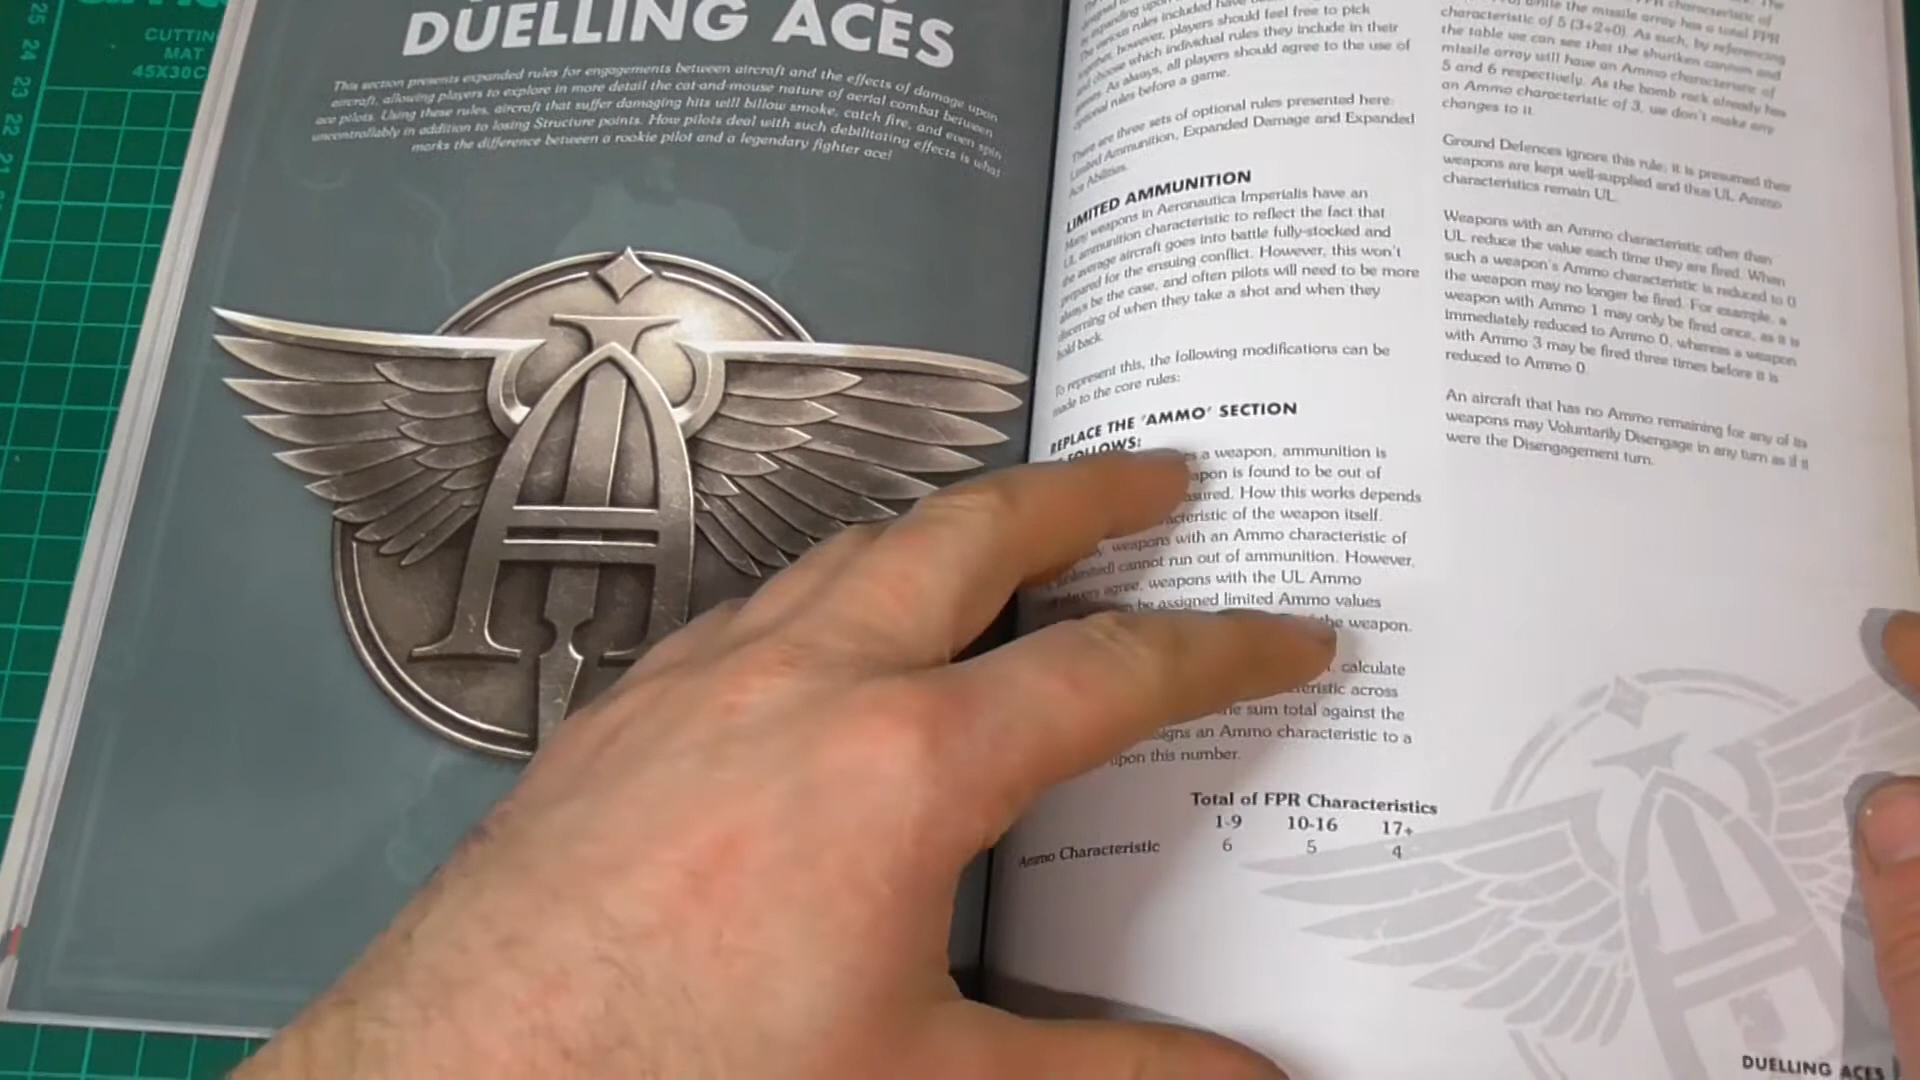 25
24
23
22
21
CUTTIN
MAT
45X30C
DUELLING ACES
This section presents expanded rules for engagements between aircraft and the effects of damage upon
aircraft, allowing players to explore in more detail the cat-and-mouse nature of aerial combat between
ace pilots. Using these rules, aircraft that suffer damaging hits will billow smoke, catch fire, and even spin
uncontrollably in addition to losing Structure points. How pilots deal with such debilitating effects is what
marks the difference between a rookie pilot and a legendary fighter ace!
expanding upon
The various rules included have
however, players should feel free to pick
and choose which individual rules they include in their
games. As always, all players should agree to the use of
optional rules before a game.
There are three sets of optional rules presented here:
Limited Ammunition, Expanded Damage and Expanded
Ace Abilities.
LIMITED AMMUNITION
Many weapons in Aeronautica Imperialis have an
UL ammunition characteristic to reflect the fact that
the average aircraft goes into battle fully-stocked and
prepared for the ensuing conflict. However, this won't
always be the case, and often pilots will need to be more
discerning of when they take a shot and when they
hold back.
To represent this, the following modifications can be
made to the core rules:
REPLACE THE 'AMMO' SECTION
FOLLOWS:
a weapon, ammunition is
is found to be out of
How this works depends
of the weapon itself.
weapons with an Ammo characteristic of
cannot run out of ammunition. However,
agree, weapons with the UL Ammo
be assigned limited Ammo values
the weapon.
calculate
across
sum total against the
an Ammo characteristic to a
upon this number.
Total of FPR Characteristics
1-9 10-16 17+
Ammo Characteristic 6 5 4
while the missile array has a total FPR
characteristic of 5 (3+2+0). As such, by referencing
the table we can see that the shuriken cannon and
missile array will have an Ammo characteristic of
5 and 6 respectively. As the bomb rack already has
an Ammo characteristic of 3, we don't make any
changes to it.
Ground Defences ignore this rule; it is presumed their
weapons are kept well-supplied and thus UL Ammo
characteristics remain UL.
Weapons with an Ammo characteristic other than
UL reduce the value each time they are fired. When
such a weapon's Ammo characteristic is reduced to 0
the weapon may no longer be fired. For example, a
weapon with Ammo 1 may only be fired once, as it is
immediately reduced to Ammo 0, whereas a weapon
with Ammo 3 may be fired three times before it is
reduced to Ammo 0.
An aircraft that has no Ammo remaining for any of its
weapons may Voluntarily Disengage in any turn as if it
were the Disengagement turn.
DUELLING ACES